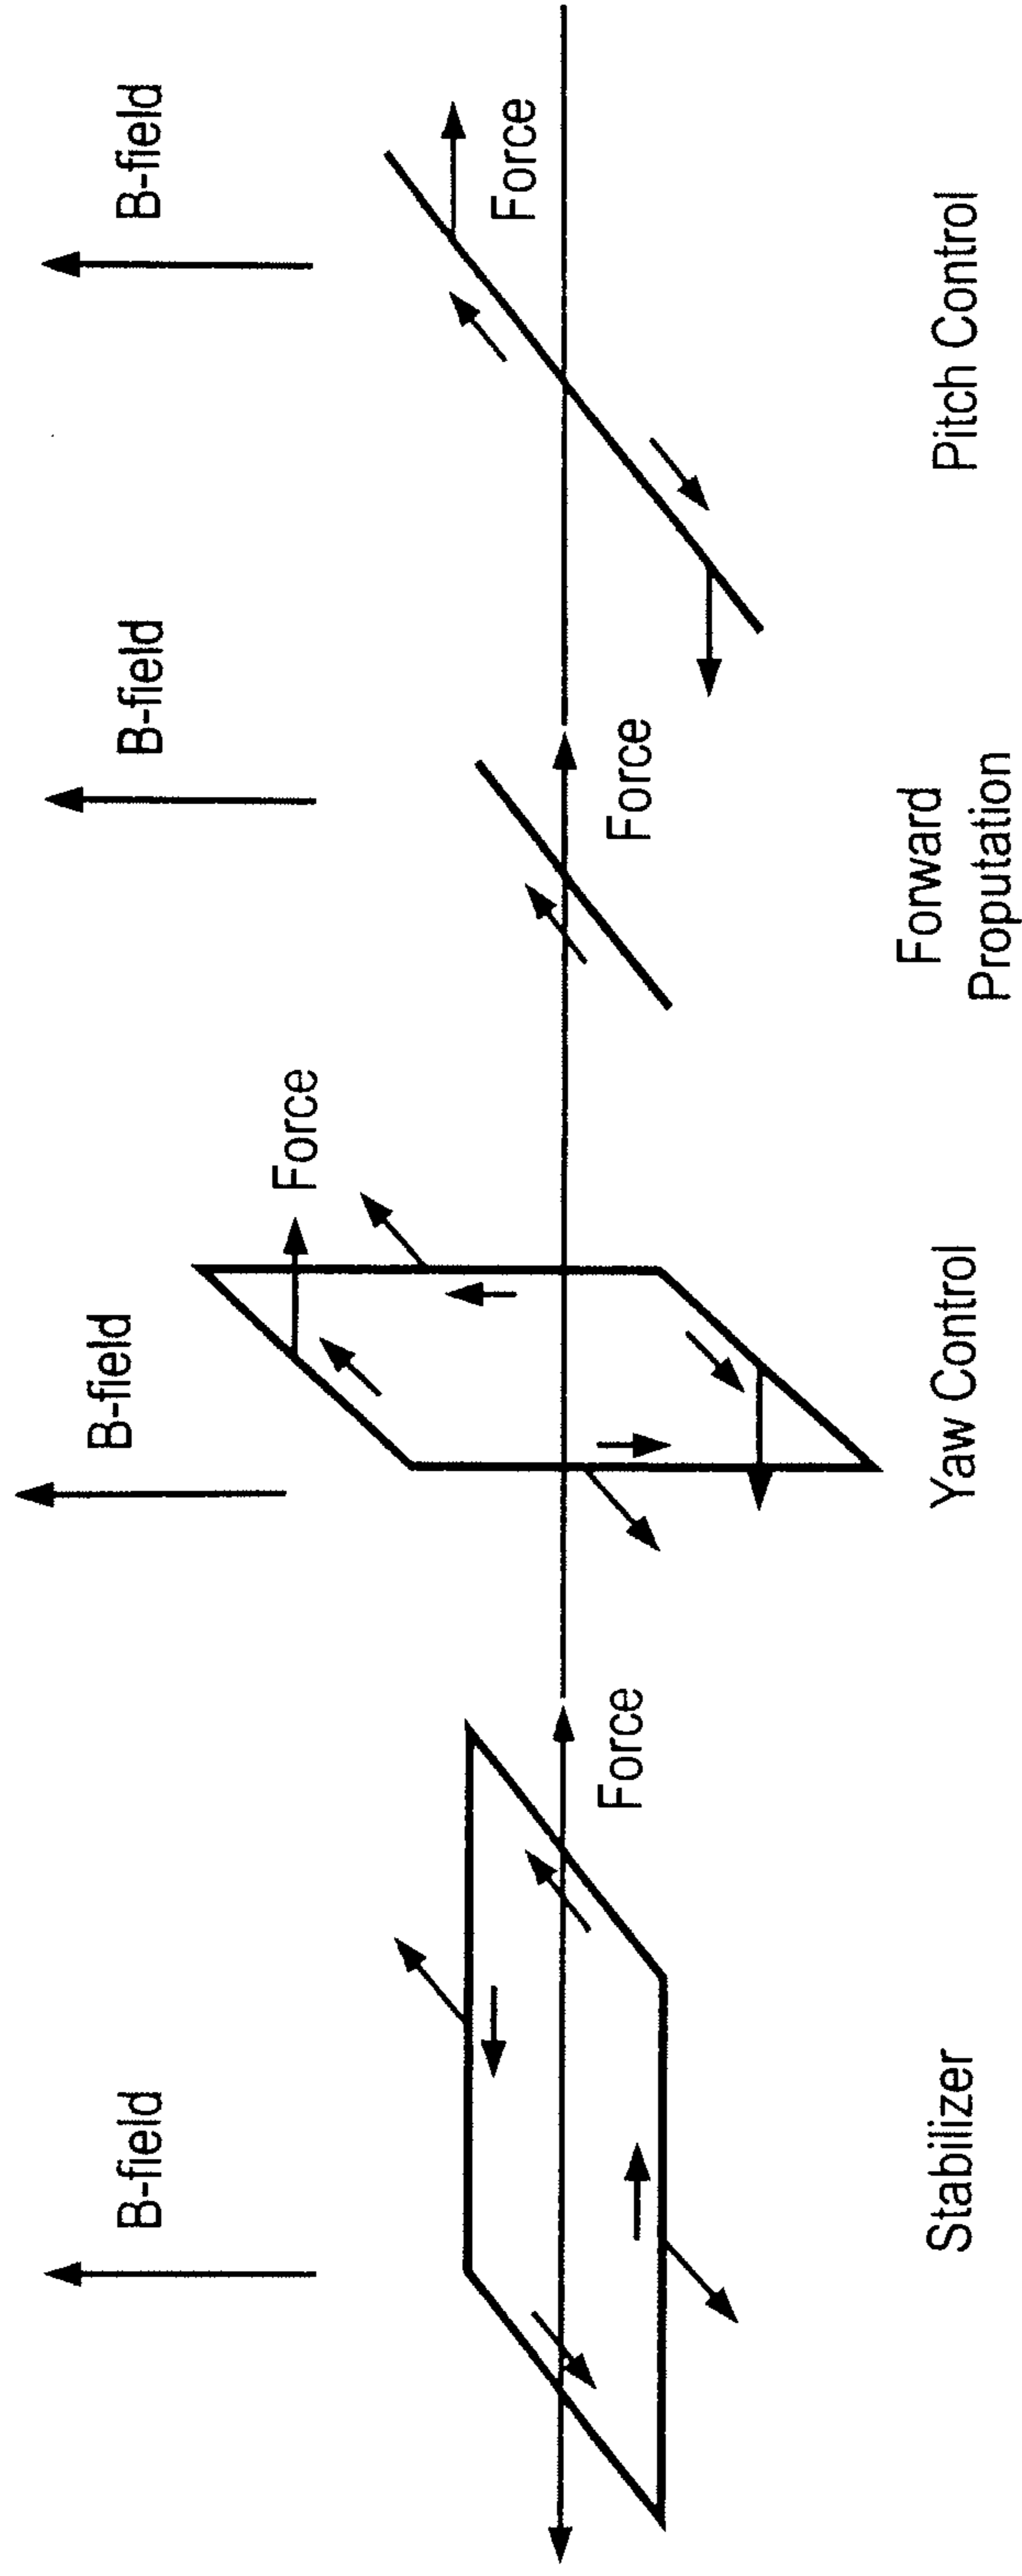 B-field
B-field
B-field
B-field
Force
Force
Force
Force
Stabilizer
Yaw Control
Forward
Proputation
Pitch Control